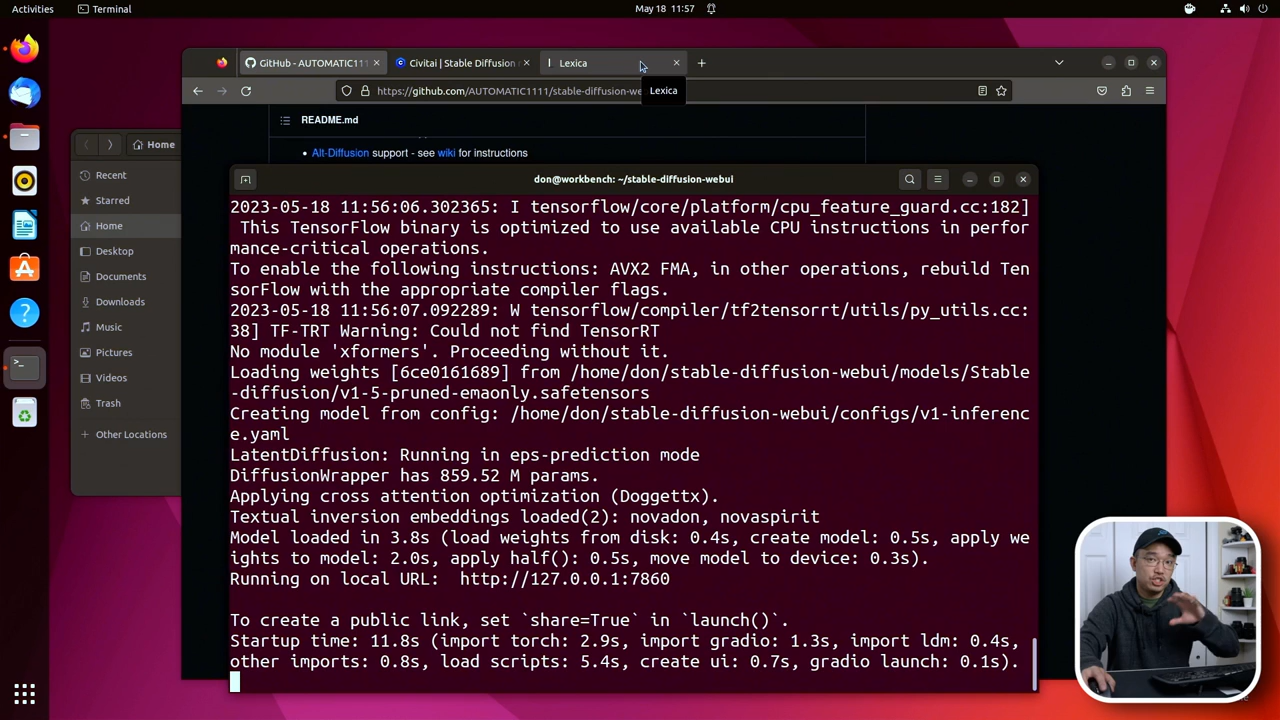 Activities
Terminal
May 18 11:57
GitHub - AUTOMATIC1111
Civitai | Stable Diffusion
Lexica
https://github.com/AUTOMATIC1111/stable-diffusion-we
Lexica
README.md
Alt-Diffusion support - see wiki for instructions
Home
Recent
Starred
Home
Desktop
Documents
Downloads
Music
Pictures
Videos
Trash
+ Other Locations
don@workbench: ~/stable-diffusion-webui
2023-05-18 11:56:06.302365: I tensorflow/core/platform/cpu_feature_guard.cc:182]
This TensorFlow binary is optimized to use available CPU instructions in perfor
mance-critical operations.
To enable the following instructions: AVX2 FMA, in other operations, rebuild Ten
sorFlow with the appropriate compiler flags.
2023-05-18 11:56:07.092289: W tensorflow/compiler/tf2tensorrt/utils/py_utils.cc:
38] TF-TRT Warning: Could not find TensorRT
No module 'xformers'. Proceeding without it.
Loading weights [6ce0161689] from /home/don/stable-diffusion-webui/models/Stable
-diffusion/v1-5-pruned-emaonly.safetensors
Creating model from config: /home/don/stable-diffusion-webui/configs/v1-inferenc
e.yaml
LatentDiffusion: Running in eps-prediction mode
DiffusionWrapper has 859.52 M params.
Applying cross attention optimization (Doggettx).
Textual inversion embeddings loaded(2): novadon, novaspirit
Model loaded in 3.8s (load weights from disk: 0.4s, create model: 0.5s, apply we
ights to model: 2.0s, apply half(): 0.5s, move model to device: 0.3s).
Running on local URL:  http://127.0.0.1:7860
To create a public link, set `share=True` in `launch()`.
Startup time: 11.8s (import torch: 2.9s, import gradio: 1.3s, import ldm: 0.4s,
other imports: 0.8s, load scripts: 5.4s, create ui: 0.7s, gradio launch: 0.1s).